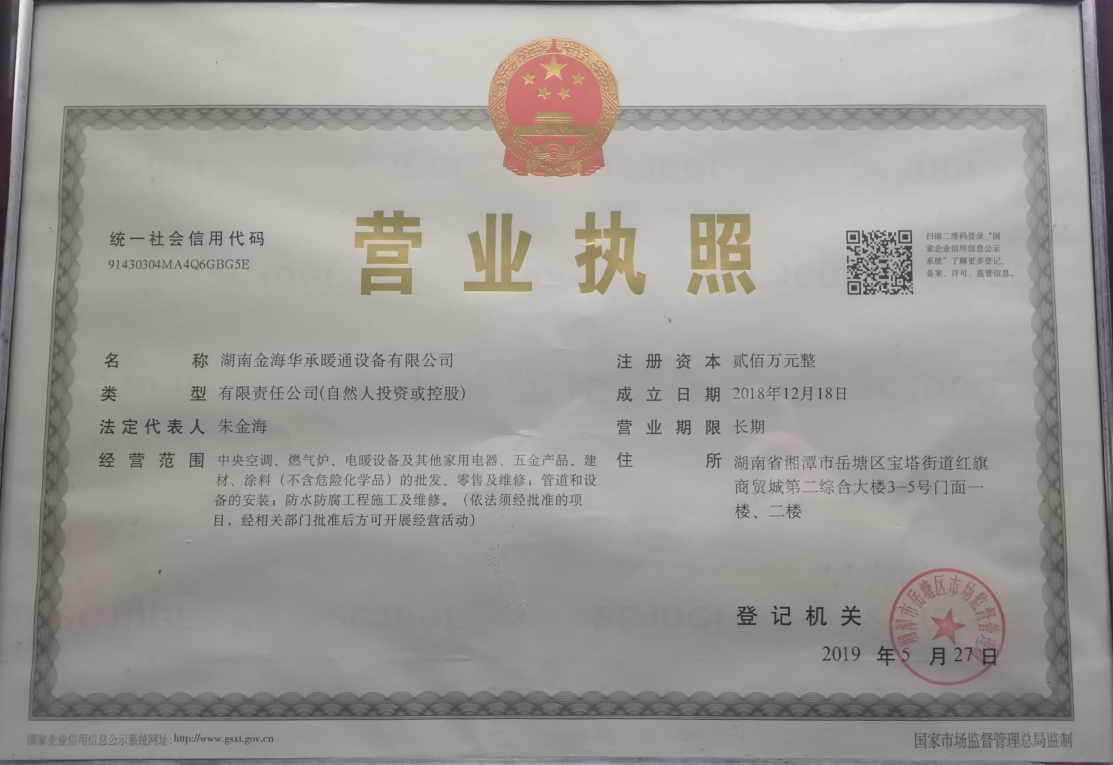 营业执照
统一社会信用代码
91430304MA4Q6GBG5E
扫描二维码登录“国
家企业信用信息公示
系统”了解更多登记、
备案、许可、监管信息。
名称 湖南金海华承暖通设备有限公司
类型 有限责任公司(自然人投资或控股)
法定代表人 朱金海
经营范围 中央空调、燃气炉、电暖设备及其他家用电器、五金产品、建
材、涂料（不含危险化学品）的批发、零售及维修；管道和设
备的安装；防水防腐工程施工及维修。（依法须经批准的项
目，经相关部门批准后方可开展经营活动）
注册资本 贰佰万元整
成立日期 2018年12月18日
营业期限 长期
住所 湖南省湘潭市岳塘区宝塔街道红旗
商贸城第二综合大楼3-5号门面一
楼、二楼
登记机关
湘潭市岳塘区市场监督管理局
2019 年 5 月 27 日
国家企业信用信息公示系统网址: http://www.gsxt.gov.cn
国家市场监督管理总局监制